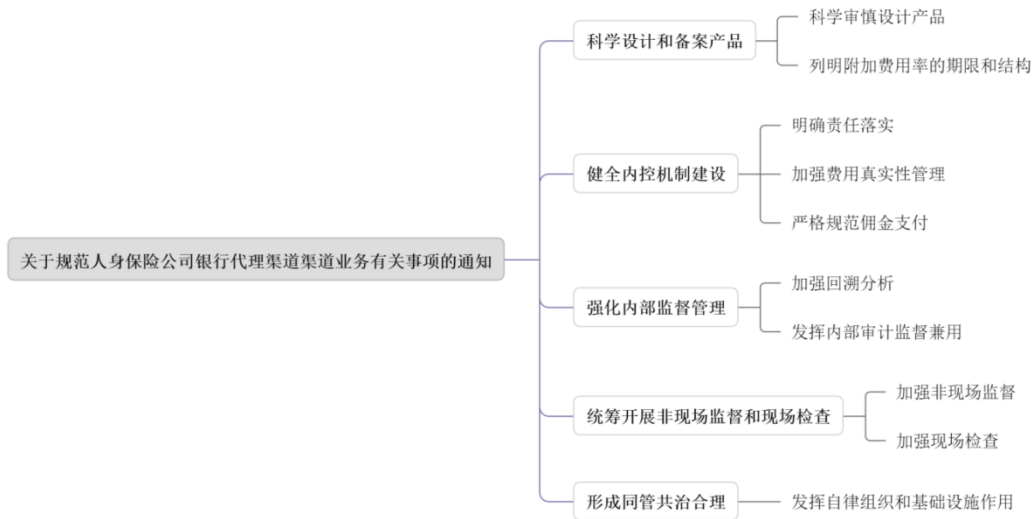 关于规范人身保险公司银行代理渠道渠道业务有关事项的通知
科学设计和备案产品
科学审慎设计产品
列明附加费用率的期限和结构
健全内控机制建设
明确责任落实
加强费用真实性管理
严格规范佣金支付
强化内部监督管理
加强回溯分析
发挥内部审计监督兼用
统筹开展非现场监督和现场检查
加强非现场监督
加强现场检查
形成同管共治合理
发挥自律组织和基础设施作用